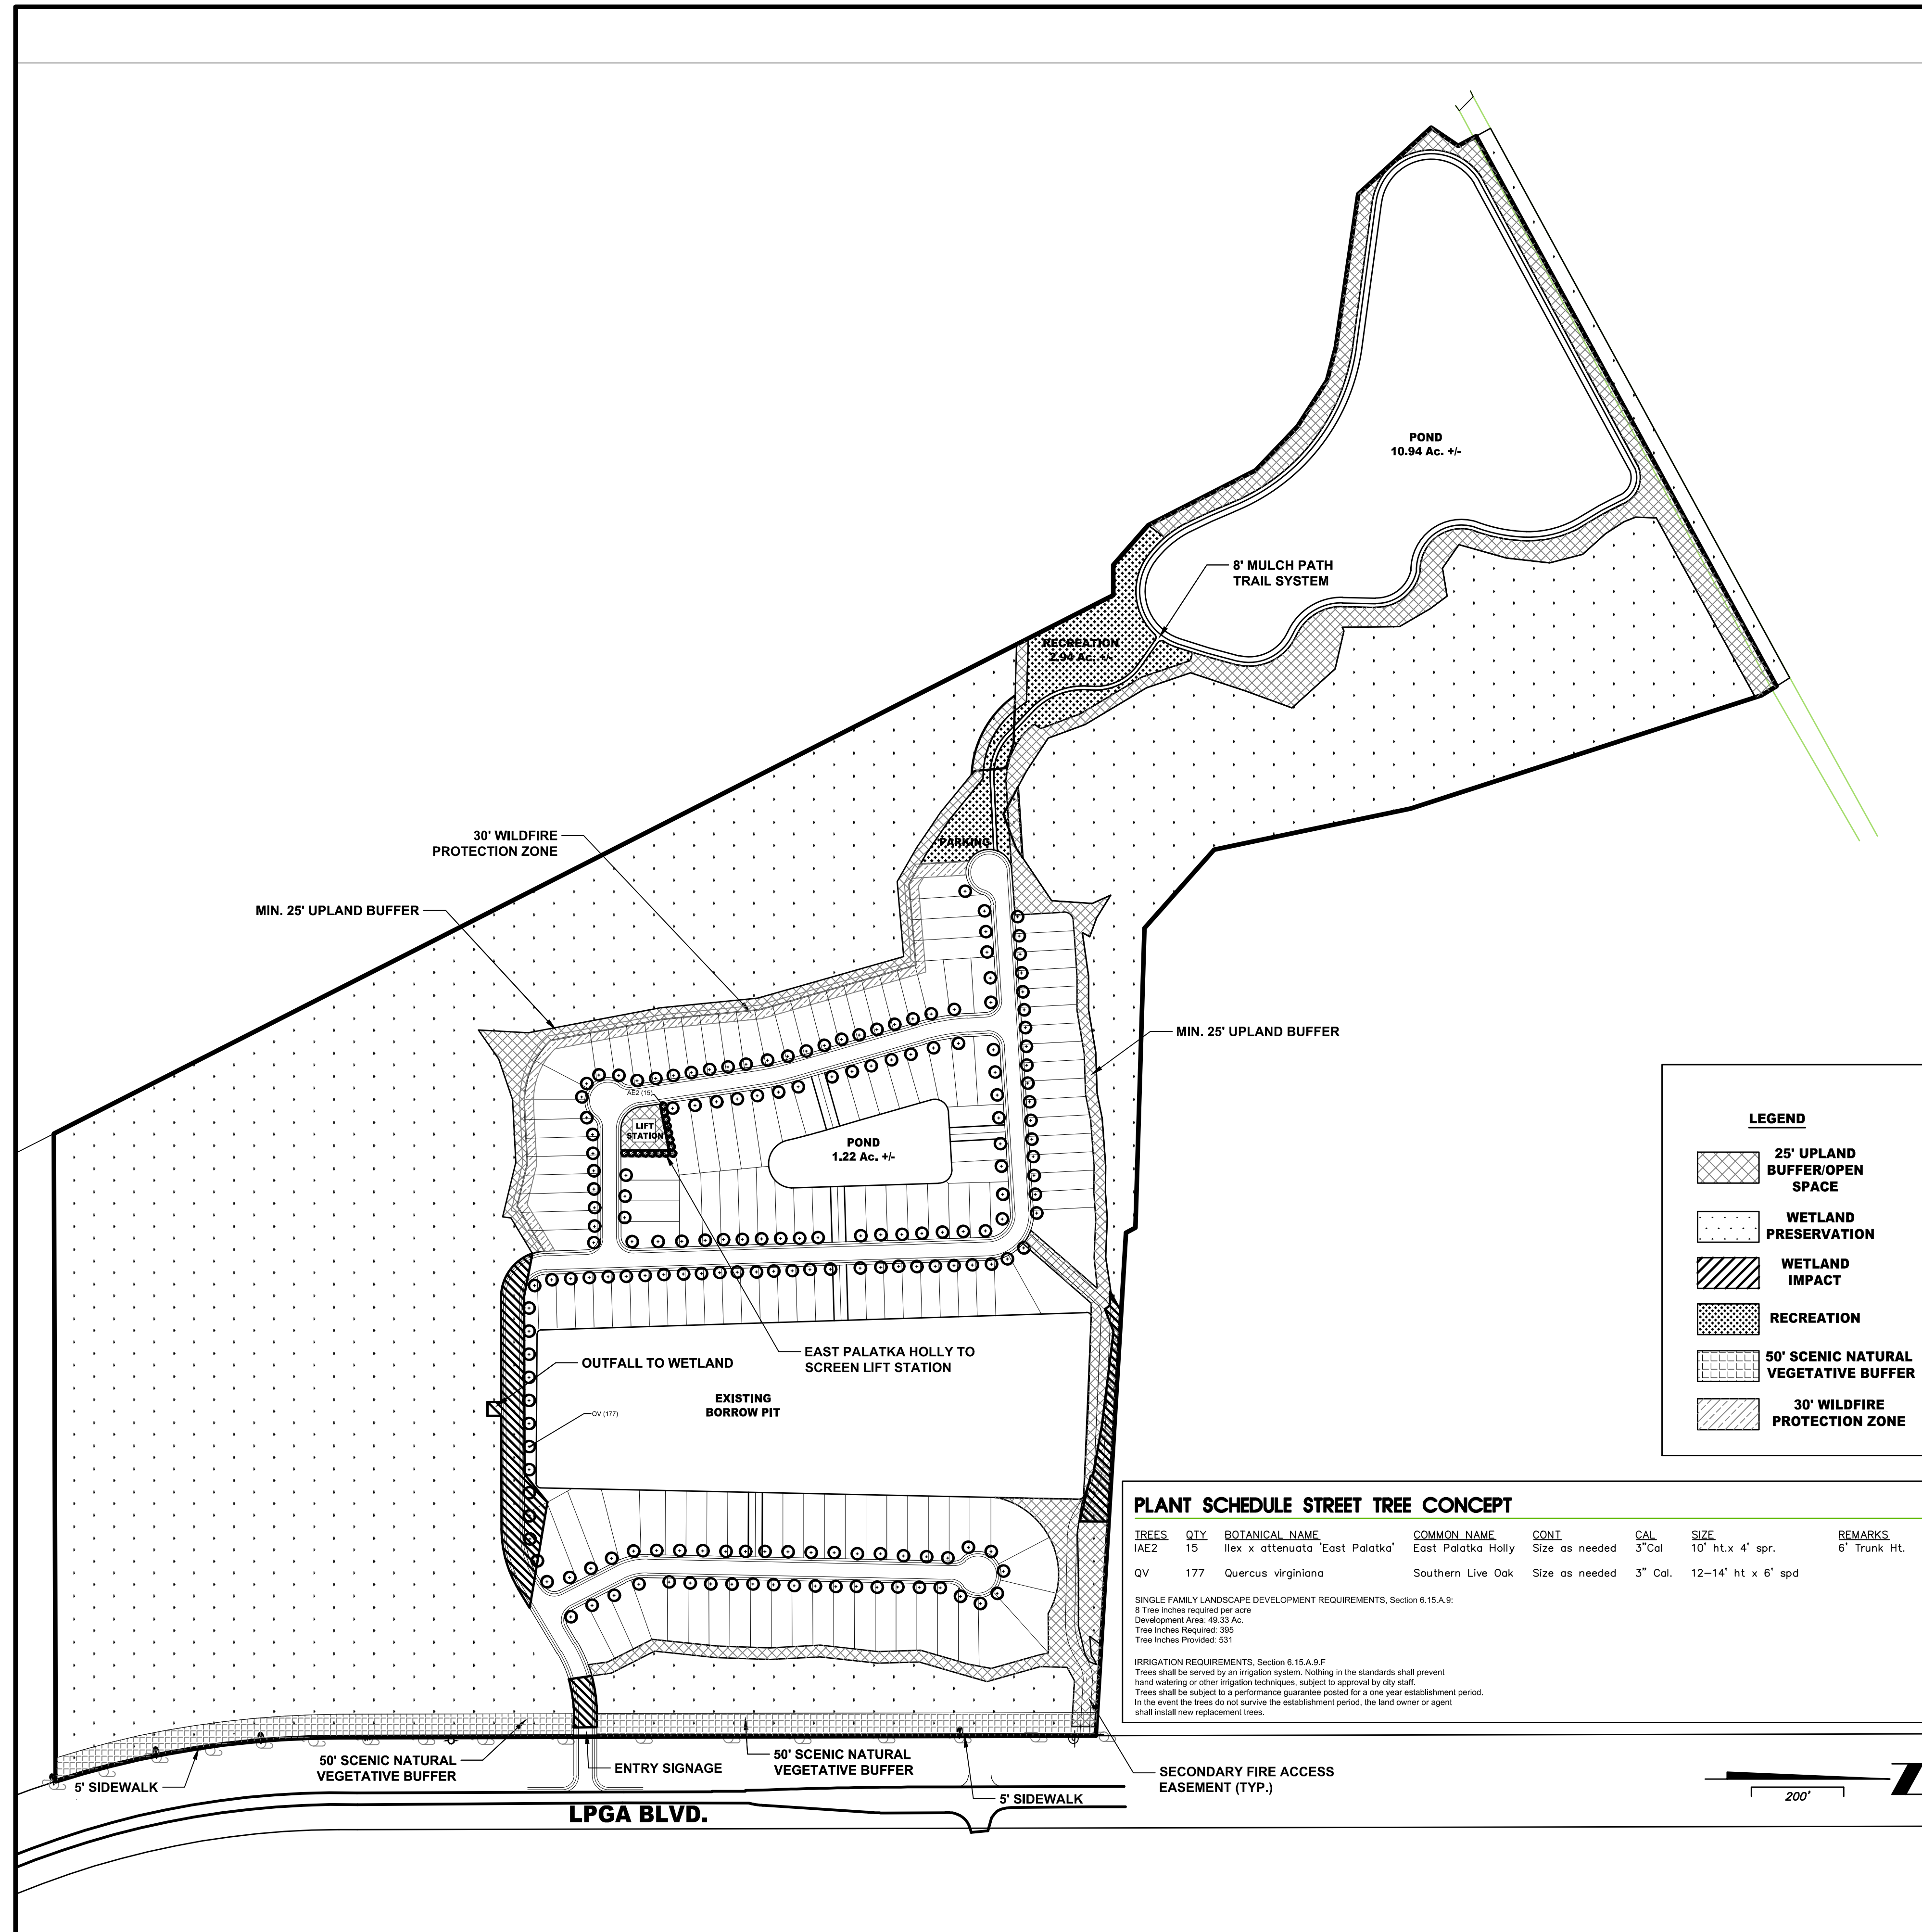 POND
10.94 Ac. +/-
8' MULCH PATH
TRAIL SYSTEM
RECREATION
2.94 Ac. +/-
30' WILDFIRE
PROTECTION ZONE
PARKING
MIN. 25' UPLAND BUFFER
MIN. 25' UPLAND BUFFER
IAE2 (15)
LIFT
STATION
POND
1.22 Ac. +/-
LEGEND
25' UPLAND
BUFFER/OPEN
SPACE
WETLAND
PRESERVATION
WETLAND
IMPACT
RECREATION
50' SCENIC NATURAL
VEGETATIVE BUFFER
30' WILDFIRE
PROTECTION ZONE
EAST PALATKA HOLLY TO
SCREEN LIFT STATION
OUTFALL TO WETLAND
EXISTING
BORROW PIT
QV (177)
PLANT SCHEDULE STREET TREE CONCEPT
TREES QTY BOTANICAL NAME COMMON NAME CONT CAL SIZE REMARKS
IAE2 15 Ilex x attenuata 'East Palatka' East Palatka Holly Size as needed 3"Cal 10' ht.x 4' spr. 6' Trunk Ht.
QV 177 Quercus virginiana Southern Live Oak Size as needed 3" Cal. 12-14' ht x 6' spd
SINGLE FAMILY LANDSCAPE DEVELOPMENT REQUIREMENTS, Section 6.15.A.9:
8 Tree inches required per acre
Development Area: 49.33 Ac.
Tree Inches Required: 395
Tree Inches Provided: 531
IRRIGATION REQUIREMENTS, Section 6.15.A.9.F
Trees shall be served by an irrigation system. Nothing in the standards shall prevent
hand watering or other irrigation techniques, subject to approval by city staff.
Trees shall be subject to a performance guarantee posted for a one year establishment period.
In the event the trees do not survive the establishment period, the land owner or agent
shall install new replacement trees.
50' SCENIC NATURAL
VEGETATIVE BUFFER
ENTRY SIGNAGE
50' SCENIC NATURAL
VEGETATIVE BUFFER
5' SIDEWALK
5' SIDEWALK
SECONDARY FIRE ACCESS
EASEMENT (TYP.)
LPGA BLVD.
200'